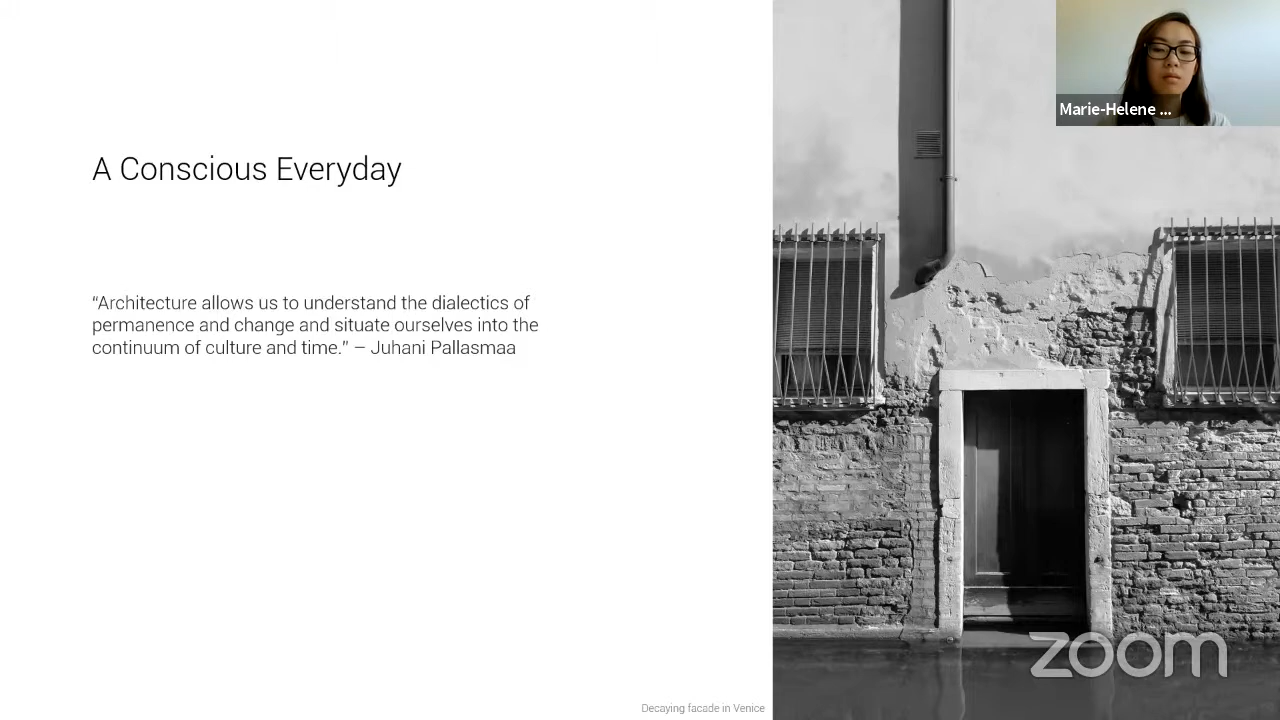 Marie-Helene ...
A Conscious Everyday
“Architecture allows us to understand the dialectics of
permanence and change and situate ourselves into the
continuum of culture and time.” – Juhani Pallasmaa
zoom
Decaying facade in Venice